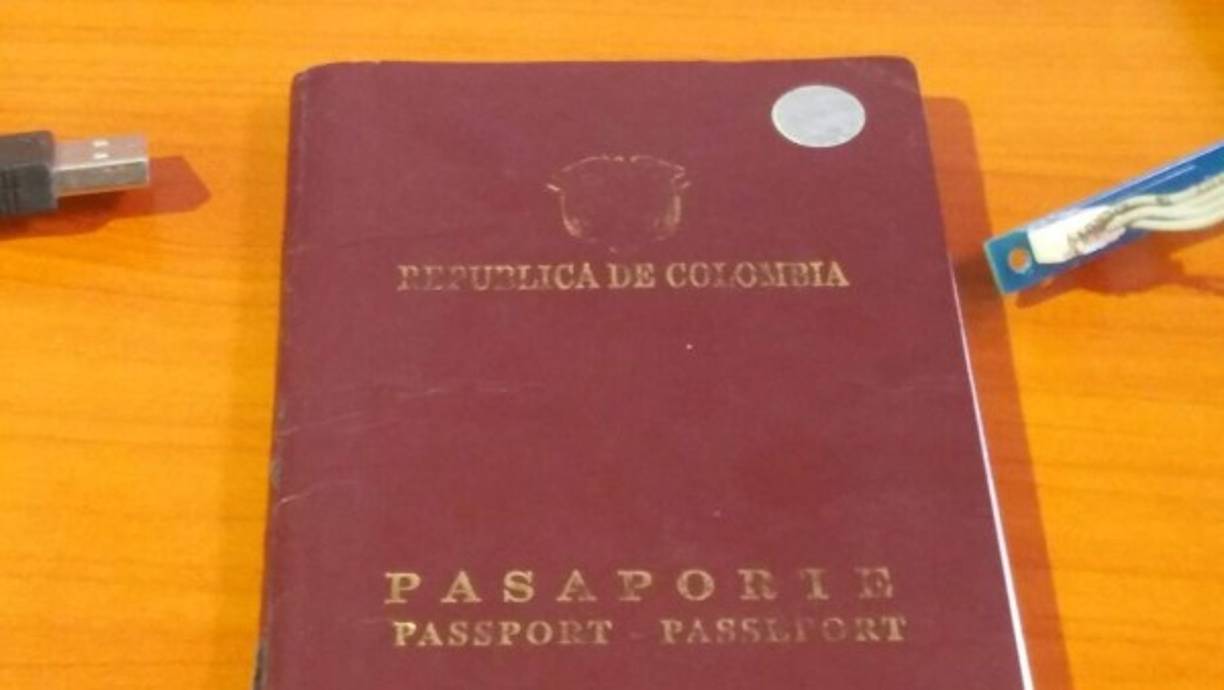 REPUBLICA DE COLOMBIA
PASAPORTE
PASSPORT - PASSEPORT